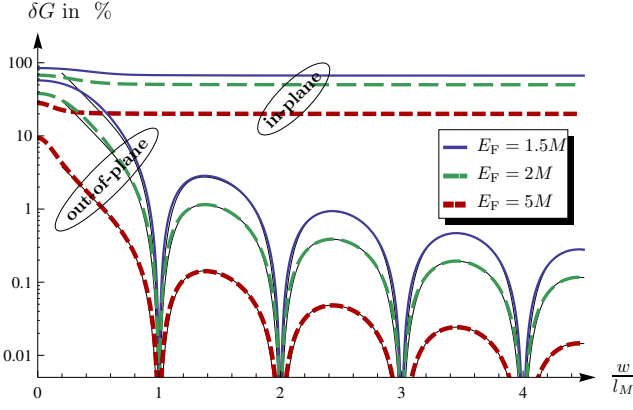 δG in %
100
10
1
0.1
0.01
in-plane
out-of-plane
E_F = 1.5M
E_F = 2M
E_F = 5M
0 1 2 3 4
w/l_M